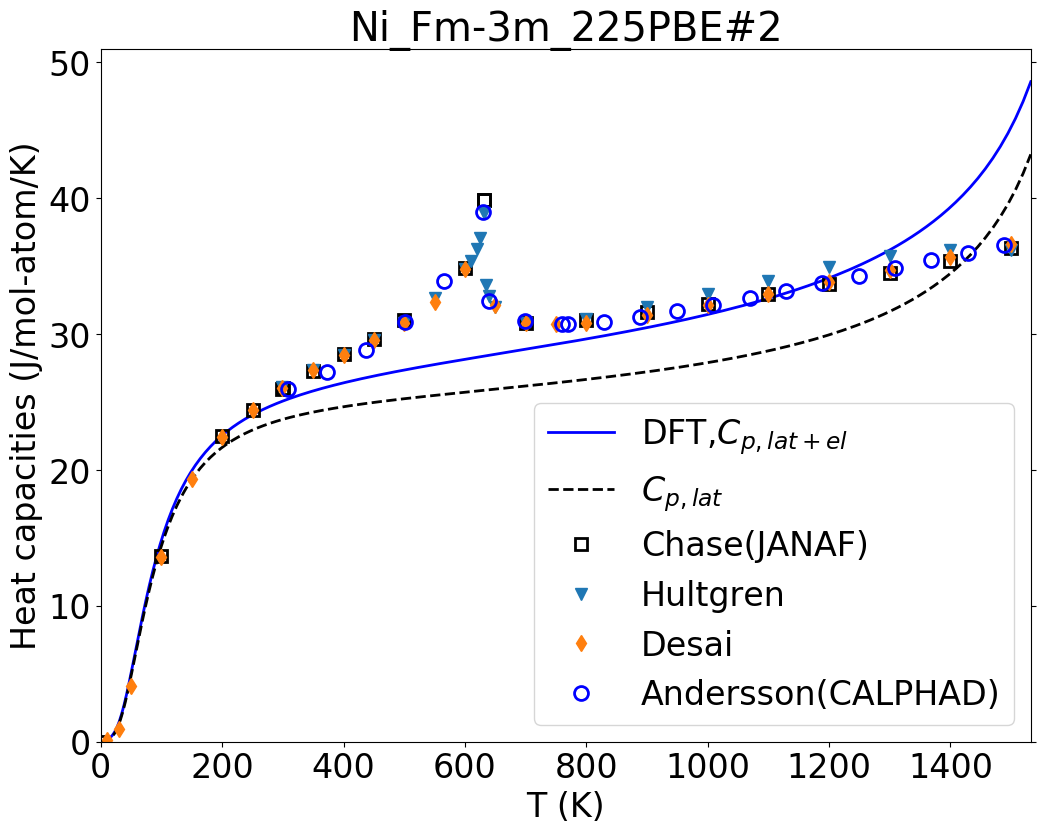 Ni_Fm-3m_225PBE#2
Heat capacities (J/mol-atom/K)
50
40
30
20
10
0
0 200 400 600 800 1000 1200 1400
T (K)
DFT,C_{p, lat+el}
C_{p, lat}
Chase(JANAF)
Hultgren
Desai
Andersson(CALPHAD)